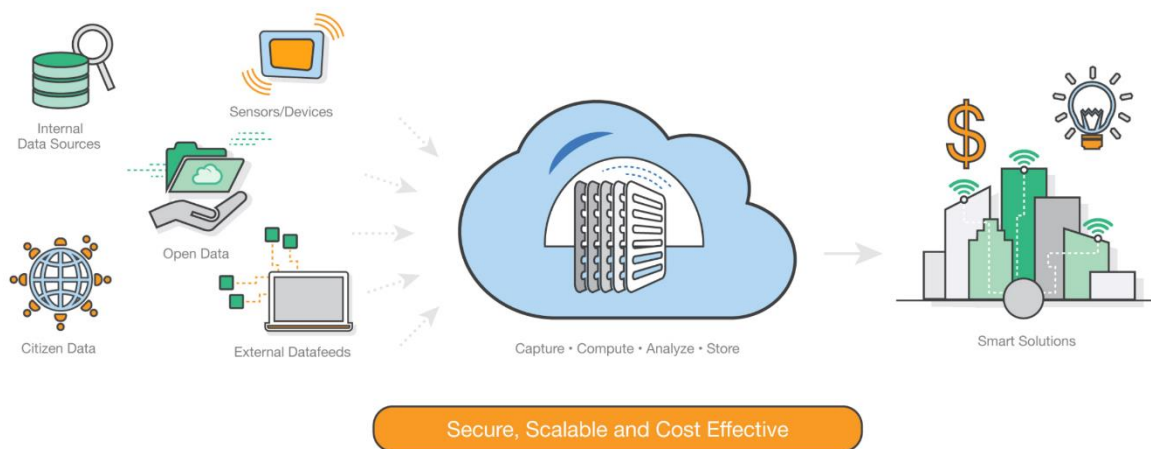 Sensors/Devices
Internal
Data Sources
Open Data
Citizen Data
External Datafeeds
Capture • Compute • Analyze • Store
Smart Solutions
Secure, Scalable and Cost Effective